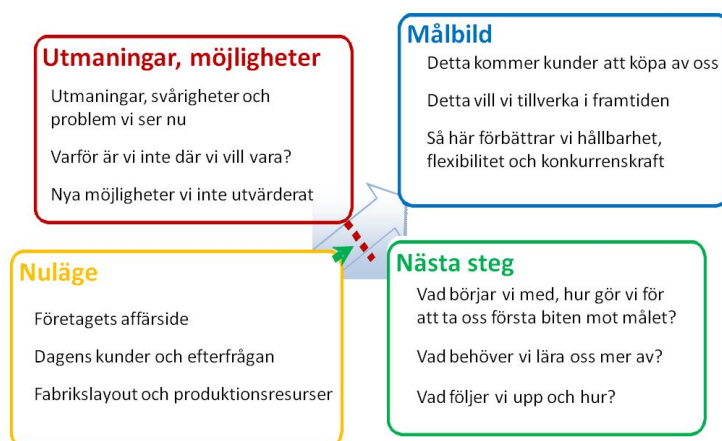 Utmaningar, möjligheter
Utmaningar, svårigheter och
problem vi ser nu
Varför är vi inte där vi vill vara?
Nya möjligheter vi inte utvärderat
Målbild
Detta kommer kunder att köpa av oss
Detta vill vi tillverka i framtiden
Så här förbättrar vi hållbarhet,
flexibilitet och konkurrenskraft
Nuläge
Företagets affärside
Dagens kunder och efterfrågan
Fabrikslayout och produktionsresurser
Nästa steg
Vad börjar vi med, hur gör vi för
att ta oss första biten mot målet?
Vad behöver vi lära oss mer av?
Vad följer vi upp och hur?